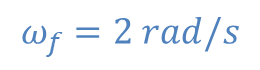 ω_f = 2 rad/s